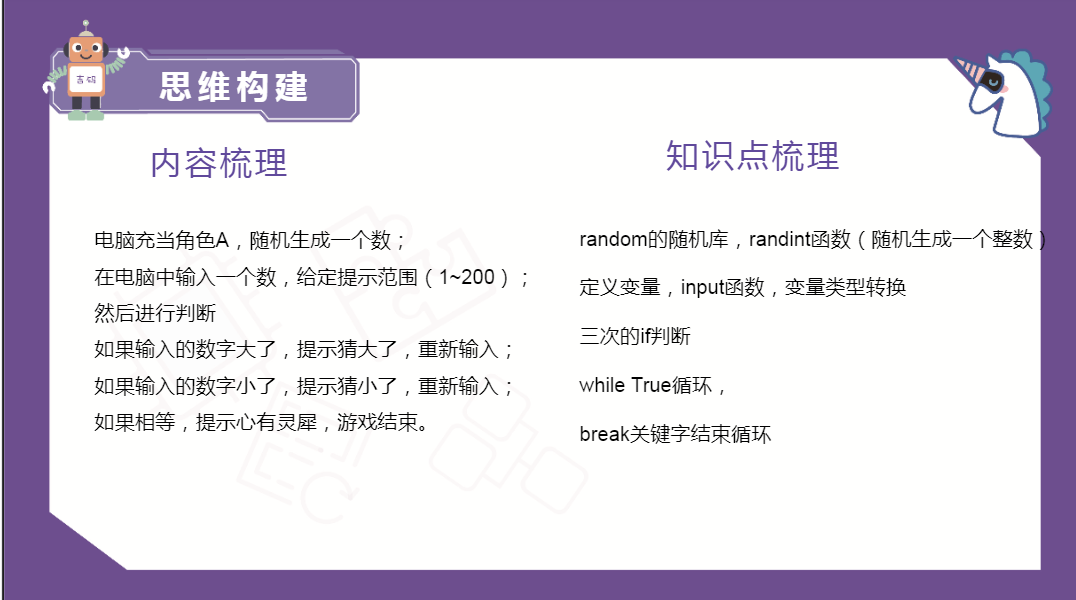 吉码
思维构建
内容梳理
电脑充当角色A，随机生成一个数；
在电脑中输入一个数，给定提示范围（1~200）；
然后进行判断
如果输入的数字大了，提示猜大了，重新输入；
如果输入的数字小了，提示猜小了，重新输入；
如果相等，提示心有灵犀，游戏结束。
知识点梳理
random的随机库，randint函数（随机生成一个整数）
定义变量，input函数，变量类型转换
三次的if判断
while True循环，
break关键字结束循环